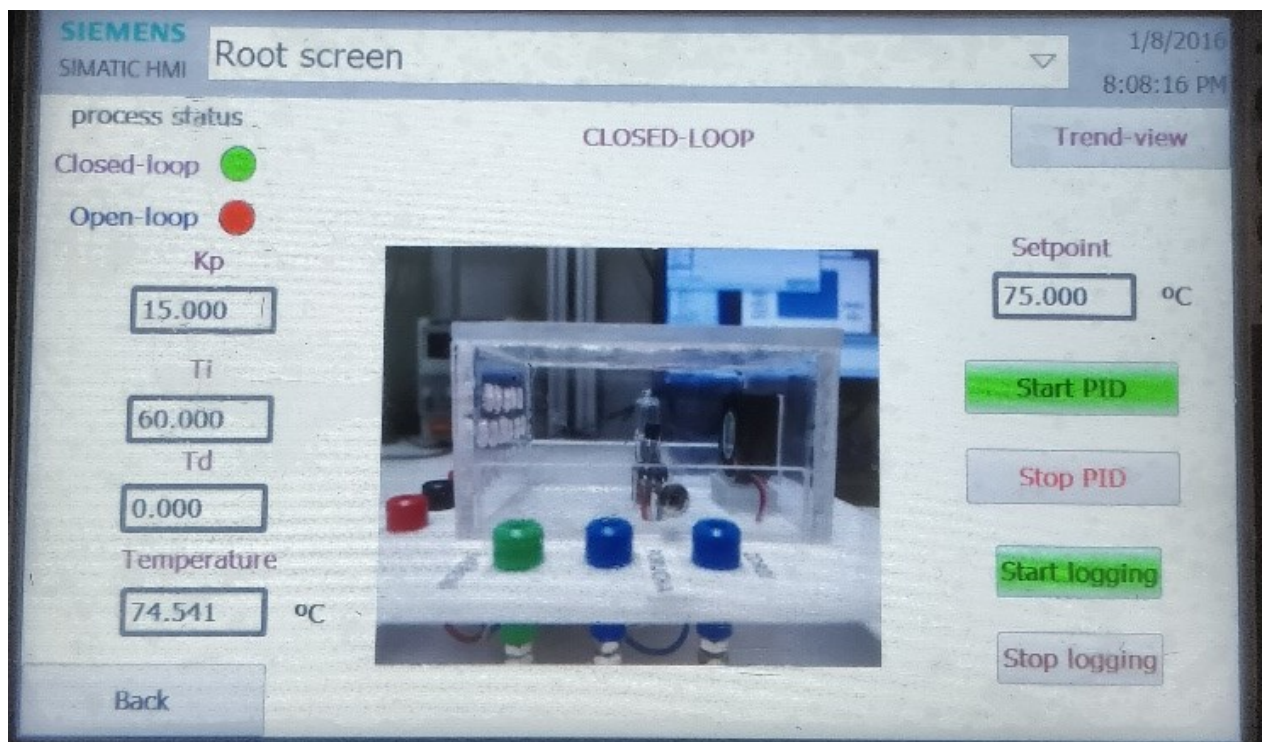 SIEMENS
SIMATIC HMI
Root screen
1/8/2016
8:08:16 PM
process status
Closed-loop
Open-loop
CLOSED-LOOP
Trend-view
Kp
15.000
Ti
60.000
Td
0.000
Temperature
74.541 ºC
Setpoint
75.000 ºC
Start PID
Stop PID
Start logging
Stop logging
Back